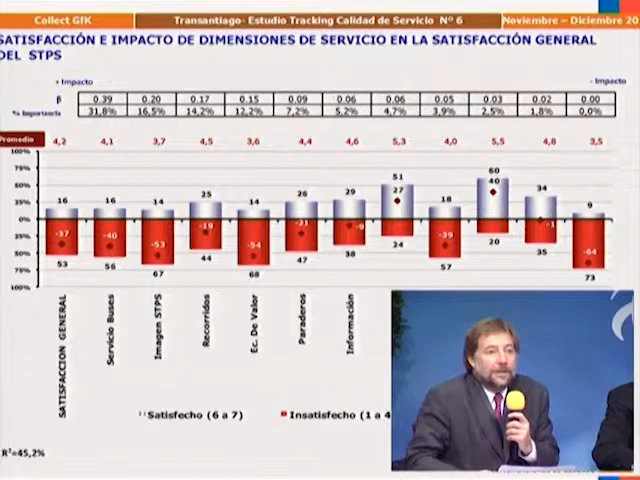 Collect GfK
Transantiago- Estudio Tracking Calidad de Servicio Nº 6
Noviembre – Diciembre 20
SATISFACCIÓN E IMPACTO DE DIMENSIONES DE SERVICIO EN LA SATISFACCIÓN GENERAL
DEL STPS
+ Impacto
- Impacto
β 0.39 0.20 0.17 0.15 0.09 0.06 0.06 0.05 0.03 0.02 0.00
% Importancia 31,8% 16,5% 14,2% 12,2% 7,2% 5,2% 4,7% 3,9% 2,5% 1,8% 0,0%
Promedio 4,2 4,1 3,7 4,5 3,6 4,4 4,6 5,3 4,0 5,5 4,8 3,5
100%
75%
50%
25%
0%
25%
50%
75%
100%
16 16 14 25 14 26 29 51 18 60 34 9
-37 -40 -53 -19 -54 -21 -9 27 -39 40 -1 -64
53 56 67 44 68 47 38 24 57 20 35 73
SATISFACCION GENERAL
Servicio Buses
Imagen STPS
Recorridos
Ec. De Valor
Paraderos
Información
Satisfecho (6 a 7)
Insatisfecho (1 a 4
R²=45,2%